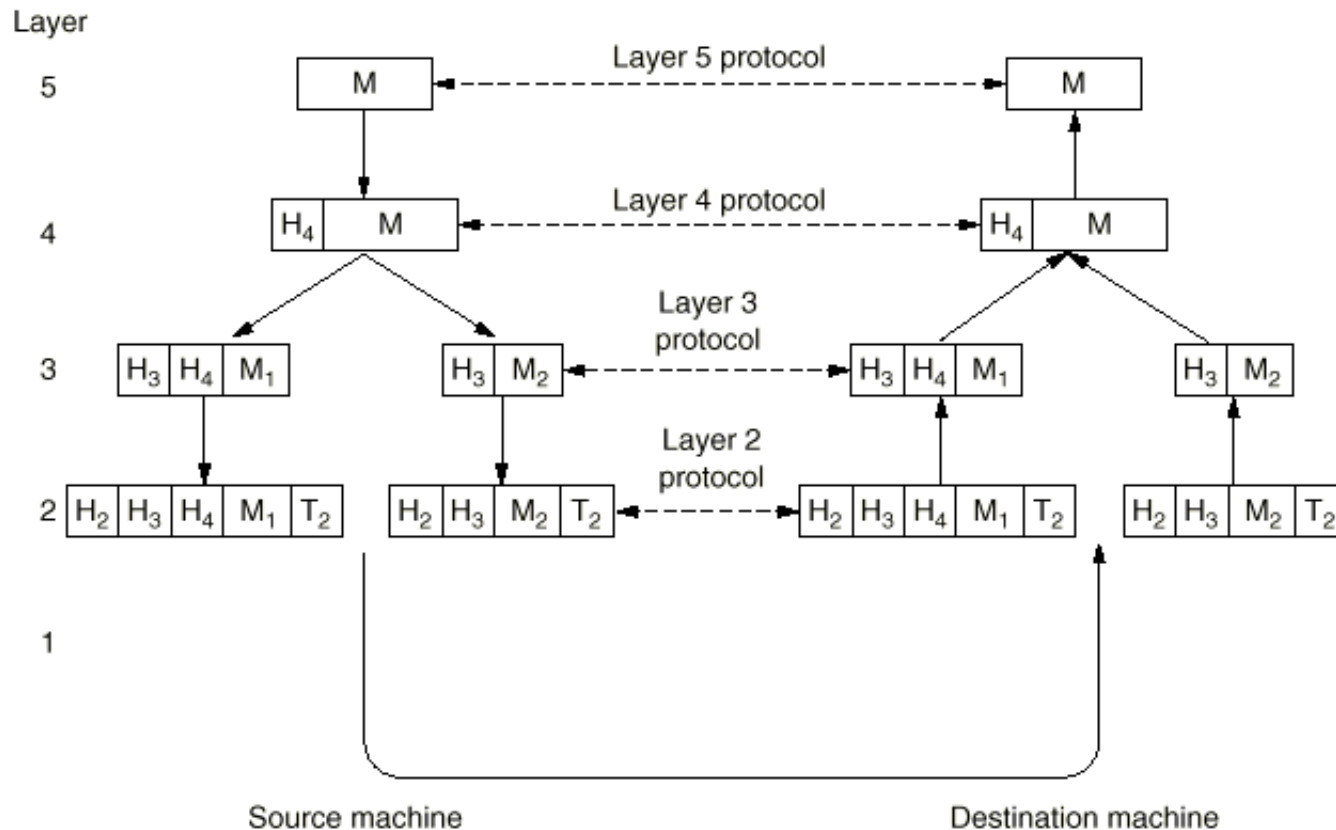 Layer
5 M Layer 5 protocol M
4 H₄ M Layer 4 protocol H₄ M
Layer 3
protocol
3 H₃ H₄ M₁ H₃ M₂ H₃ H₄ M₁ H₃ M₂
Layer 2
protocol
2 H₂ H₃ H₄ M₁ T₂ H₂ H₃ M₂ T₂ H₂ H₃ H₄ M₁ T₂ H₂ H₃ M₂ T₂
1
Source machine Destination machine